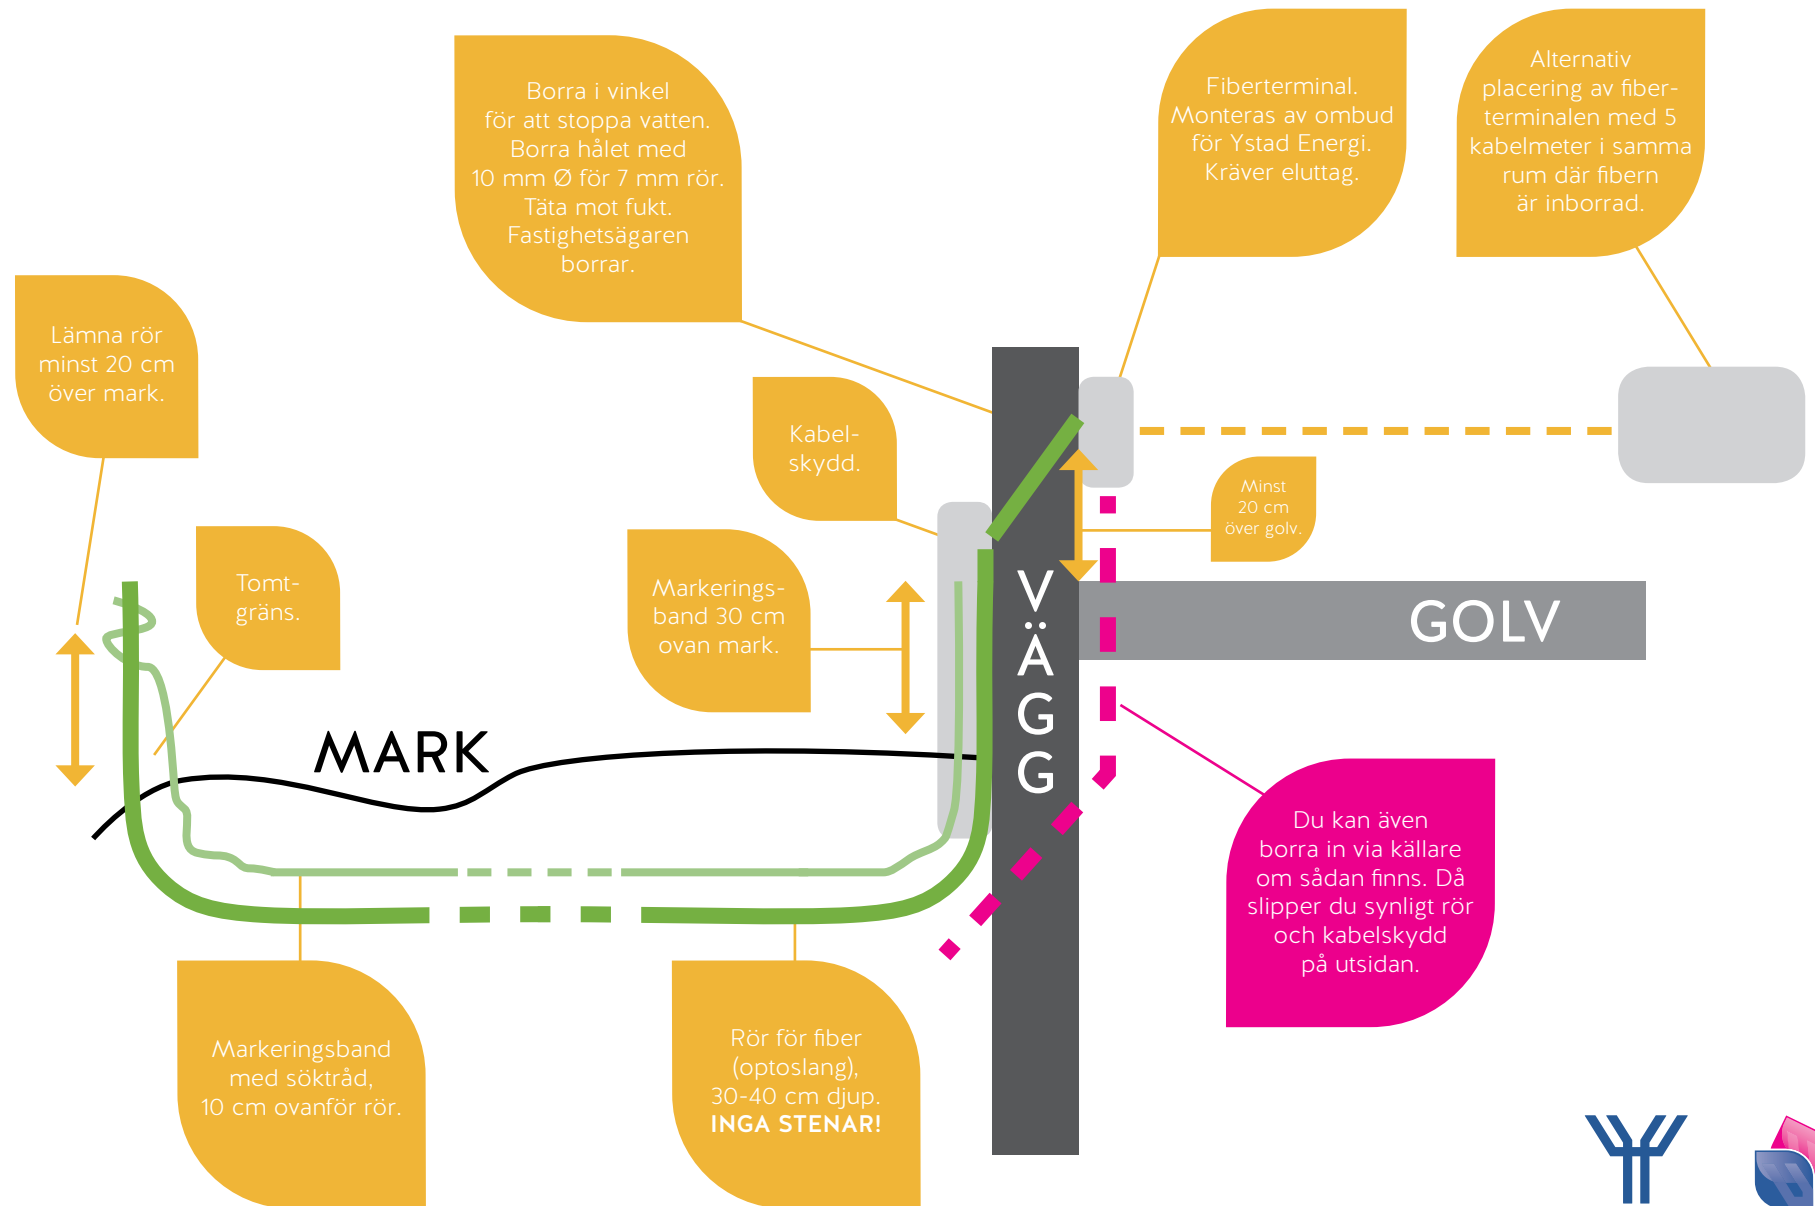 Borra i vinkel
för att stoppa vatten.
Borra hålet med
10 mm Ø för 7 mm rör.
Täta mot fukt.
Fastighetsägaren
borrar.
Fiberterminal.
Monteras av ombud
för Ystad Energi.
Kräver eluttag.
Alternativ
placering av fiber-
terminalen med 5
kabelmeter i samma
rum där fibern
är inborrad.
Lämna rör
minst 20 cm
över mark.
Kabel-
skydd.
Minst
20 cm
över golv.
Tomt-
gräns.
Markerings-
band 30 cm
ovan mark.
VÄGG
GOLV
MARK
Du kan även
borra in via källare
om sådan finns. Då
slipper du synligt rör
och kabelskydd
på utsidan.
Markeringsband
med söktråd,
10 cm ovanför rör.
Rör för fiber
(optoslang),
30-40 cm djup.
INGA STENAR!